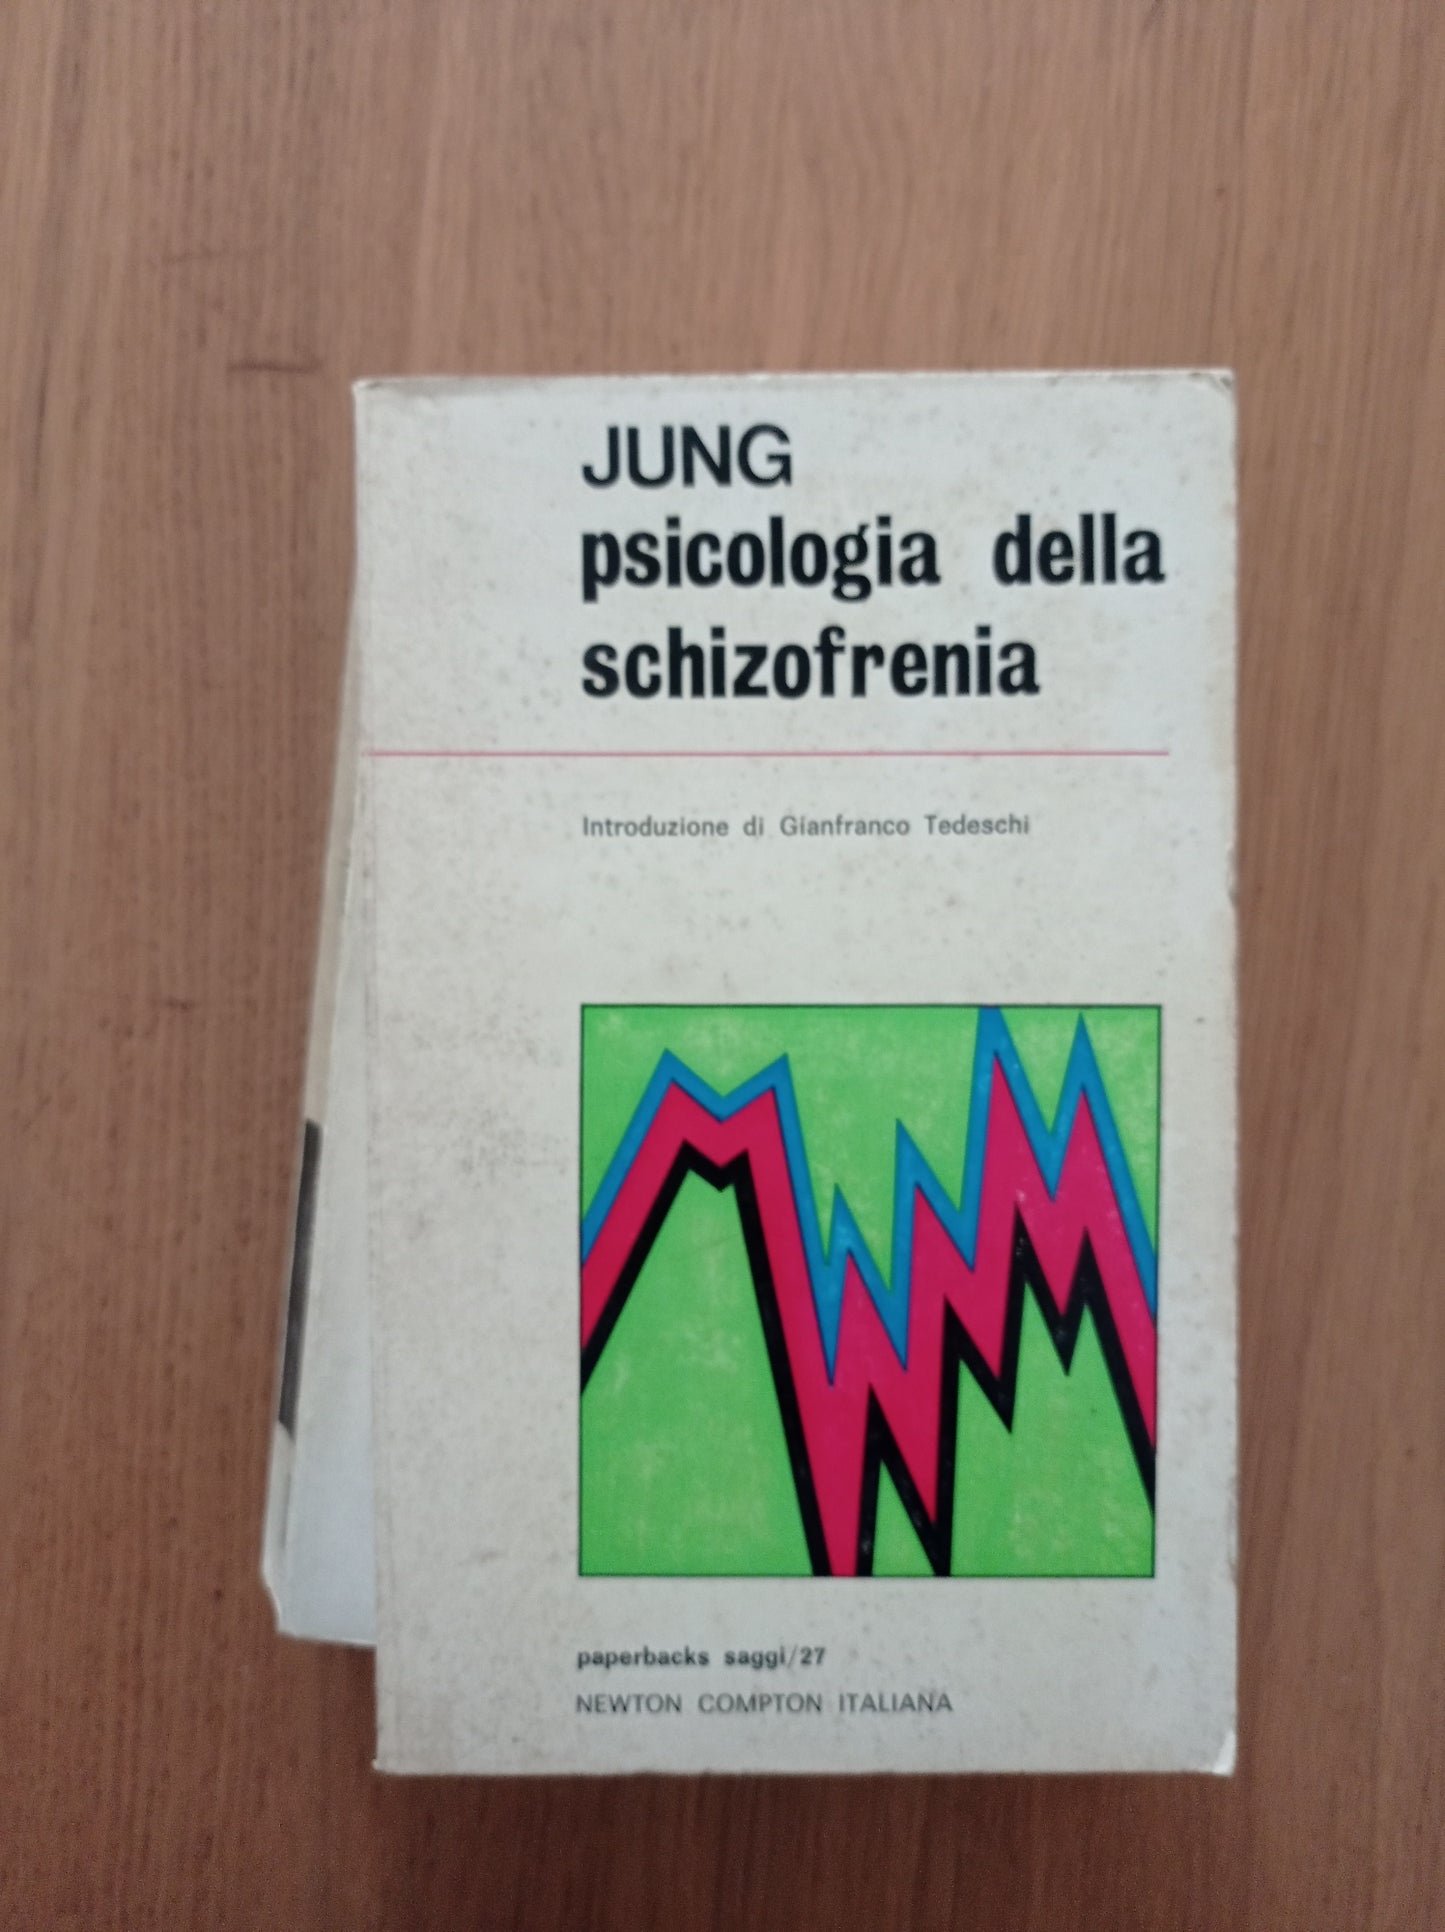 JUNG
psicologia della
schizofrenia
Introduzione di Gianfranco Tedeschi
paperbacks saggi/27
NEWTON COMPTON ITALIANA